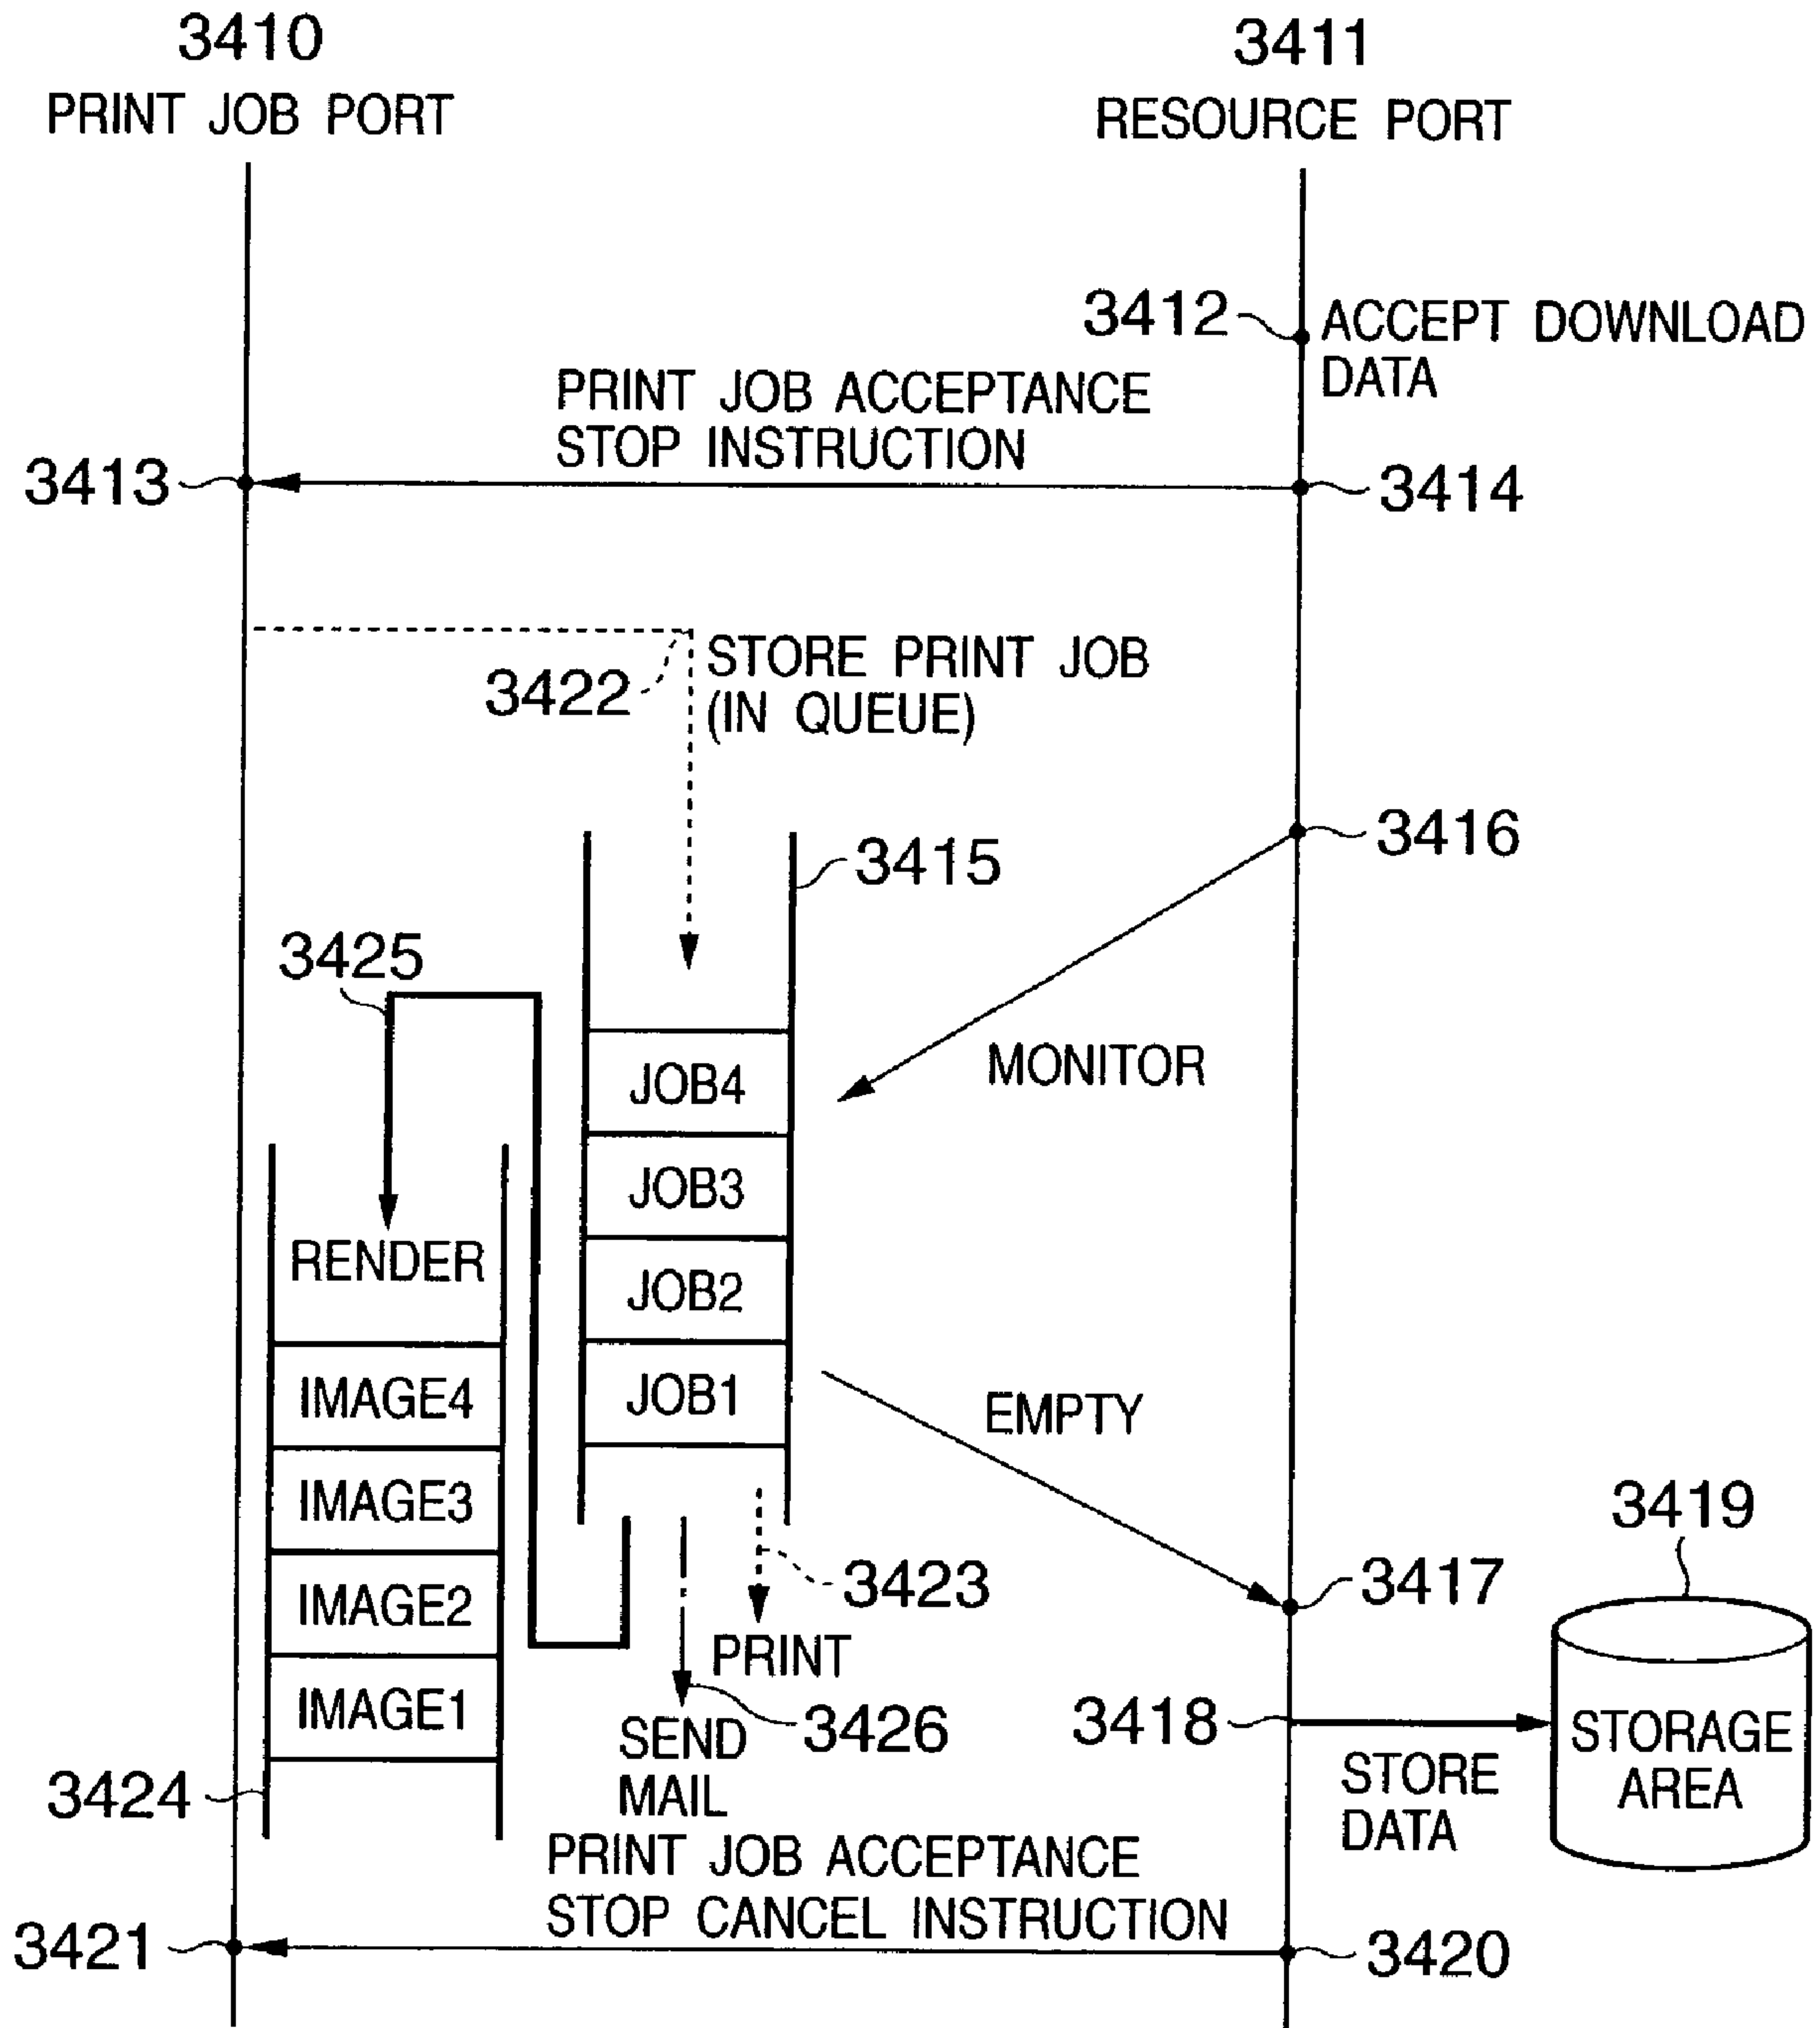 3410
PRINT JOB PORT
3411
RESOURCE PORT
3412
ACCEPT DOWNLOAD
DATA
PRINT JOB ACCEPTANCE
STOP INSTRUCTION
3413
3414
3422
STORE PRINT JOB
(IN QUEUE)
3416
3415
3425
MONITOR
JOB4
JOB3
JOB2
JOB1
RENDER
IMAGE4
IMAGE3
IMAGE2
IMAGE1
EMPTY
3419
3417
3423
PRINT
3426
SEND
MAIL
3418
STORE
DATA
STORAGE
AREA
3424
PRINT JOB ACCEPTANCE
STOP CANCEL INSTRUCTION
3421
3420